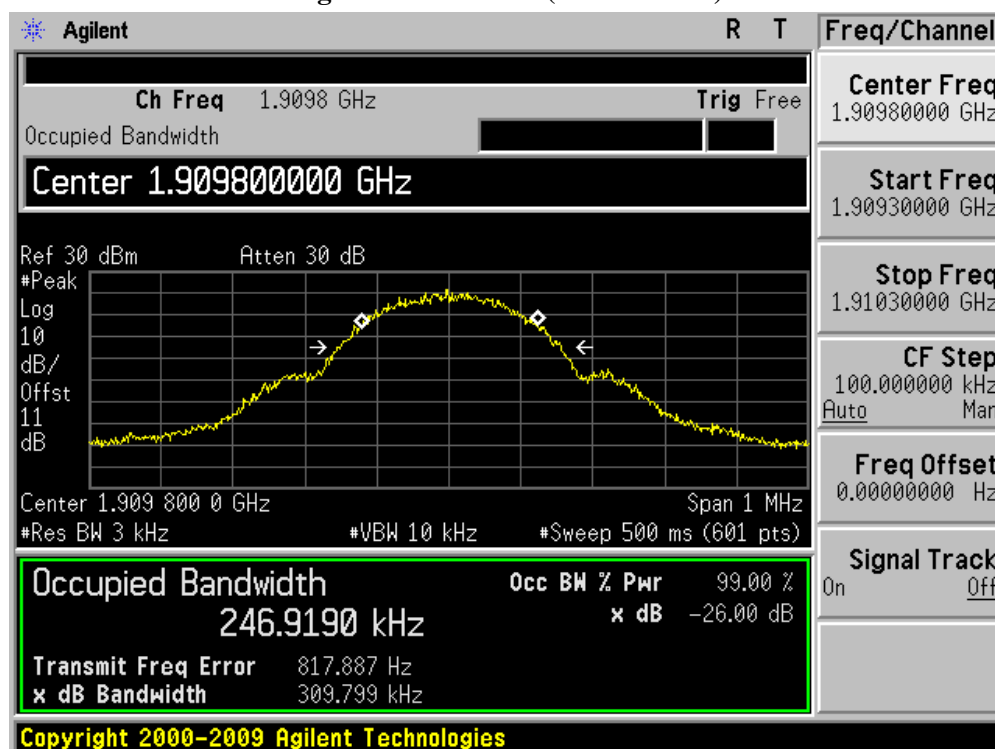 Agilent R T
Freq/Channel
Ch Freq 1.9098 GHz Trig Free
Occupied Bandwidth
Center 1.909800000 GHz
Ref 30 dBm Atten 30 dB
#Peak
Log
10
dB/
Offst
11
dB
Center 1.909 800 0 GHz Span 1 MHz
#Res BW 3 kHz #VBW 10 kHz #Sweep 500 ms (601 pts)
Occupied Bandwidth Occ BW % Pwr 99.00 %
246.9190 kHz x dB -26.00 dB
Transmit Freq Error 817.887 Hz
x dB Bandwidth 309.799 kHz
Copyright 2000-2009 Agilent Technologies
Center Freq
1.90980000 GHz
Start Freq
1.90930000 GHz
Stop Freq
1.91030000 GHz
CF Step
100.000000 kHz
Auto Man
Freq Offset
0.00000000 Hz
Signal Track
On Off